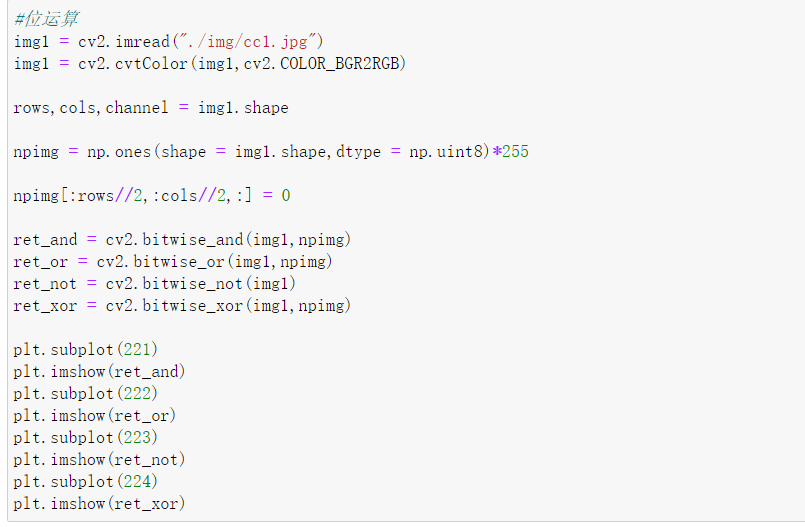 #位运算
img1 = cv2.imread("./img/cc1.jpg")
img1 = cv2.cvtColor(img1,cv2.COLOR_BGR2RGB)
rows,cols,channel = img1.shape
npimg = np.ones(shape = img1.shape,dtype = np.uint8)*255
npimg[:rows//2,:cols//2,:] = 0
ret_and = cv2.bitwise_and(img1,npimg)
ret_or = cv2.bitwise_or(img1,npimg)
ret_not = cv2.bitwise_not(img1)
ret_xor = cv2.bitwise_xor(img1,npimg)
plt.subplot(221)
plt.imshow(ret_and)
plt.subplot(222)
plt.imshow(ret_or)
plt.subplot(223)
plt.imshow(ret_not)
plt.subplot(224)
plt.imshow(ret_xor)